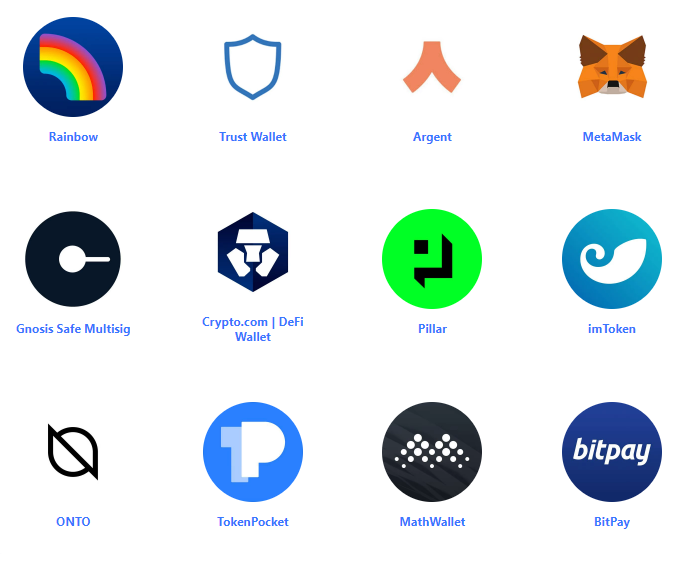 Rainbow
Trust Wallet
Argent
MetaMask
Gnosis Safe Multisig
Crypto.com | DeFi
Wallet
Pillar
imToken
ONTO
TokenPocket
MathWallet
bitpay
BitPay